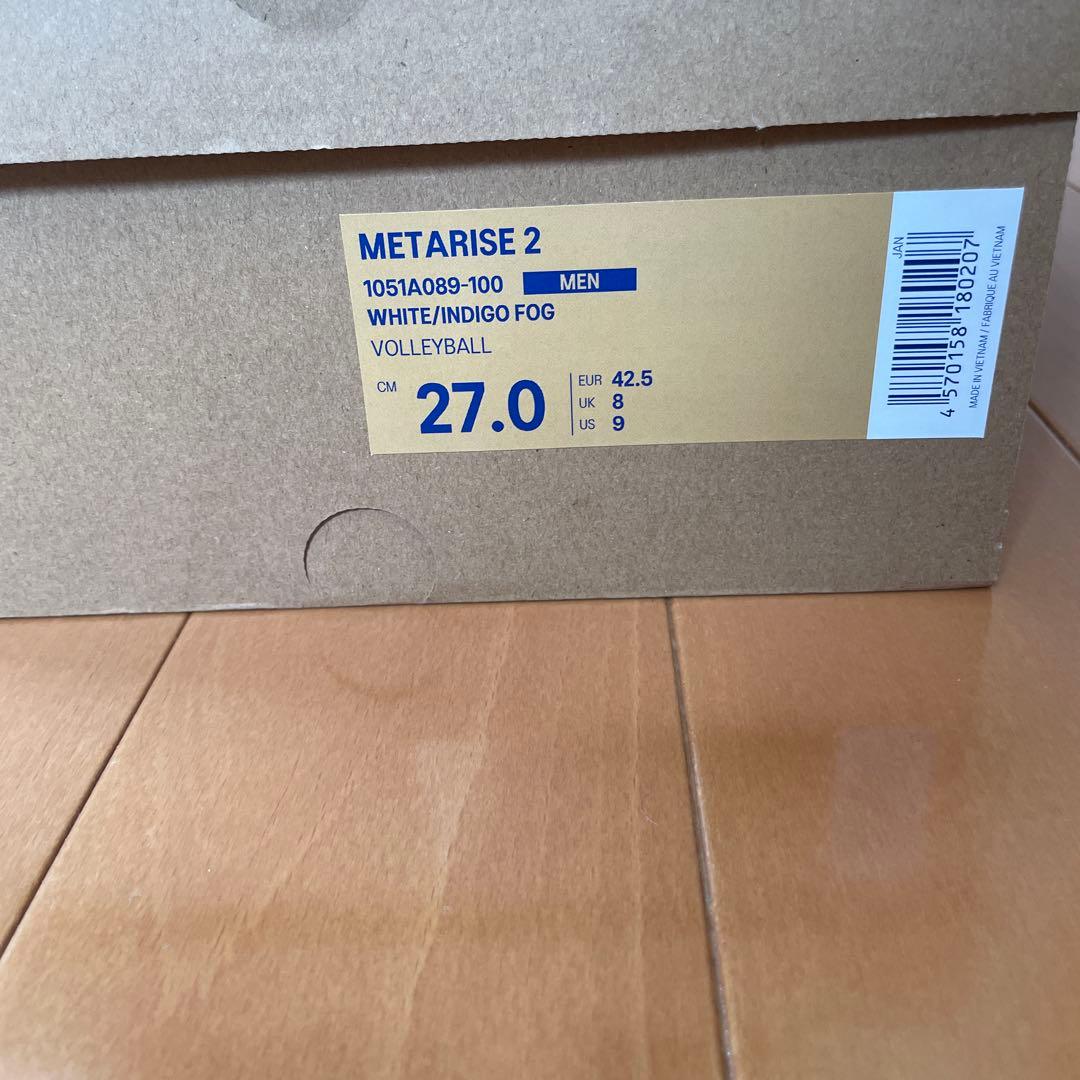 METARISE 2
1051A089-100 MEN
WHITE/INDIGO FOG
VOLLEYBALL
CM 27.0
EUR 42.5
UK 8
US 9
JAN
4 570158 180207
MADE IN VIETNAM / FABRIQUE AU VIETNAM